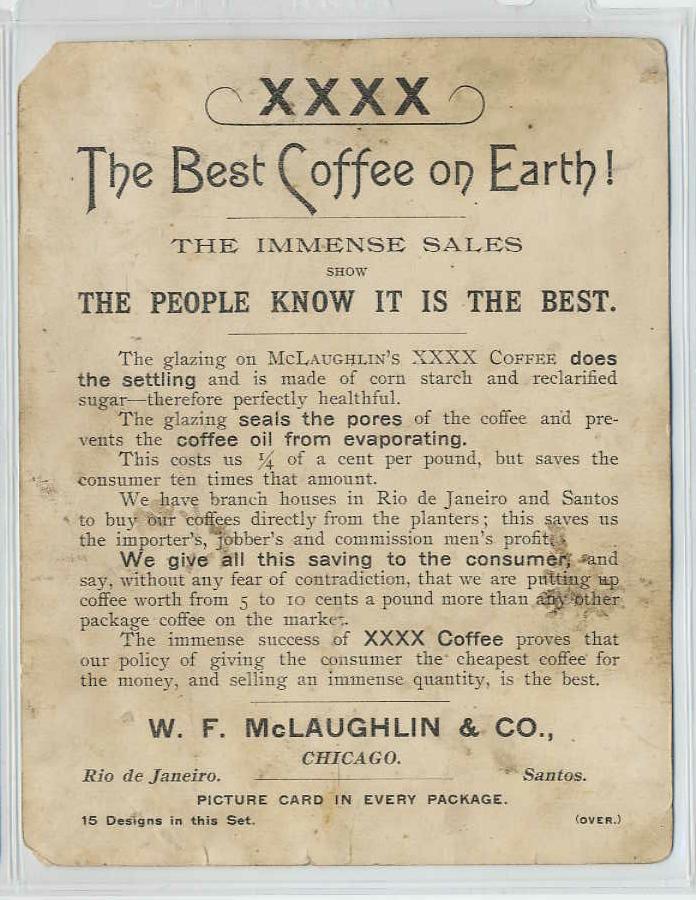 XXXX
The Best Coffee on Earth!
THE IMMENSE SALES
SHOW
THE PEOPLE KNOW IT IS THE BEST.
The glazing on McLAUGHLIN'S XXXX COFFEE does
the settling and is made of corn starch and reclarified
sugar—therefore perfectly healthful.
The glazing seals the pores of the coffee and pre-
vents the coffee oil from evaporating.
This costs us ¼ of a cent per pound, but saves the
consumer ten times that amount.
We have branch houses in Rio de Janeiro and Santos
to buy our coffees directly from the planters; this saves us
the importer's, jobber's and commission men's profit.
We give all this saving to the consumer, and
say, without any fear of contradiction, that we are putting up
coffee worth from 5 to 10 cents a pound more than any other
package coffee on the market.
The immense success of XXXX Coffee proves that
our policy of giving the consumer the cheapest coffee for
the money, and selling an immense quantity, is the best.
W. F. McLAUGHLIN & CO.,
CHICAGO.
Rio de Janeiro. Santos.
PICTURE CARD IN EVERY PACKAGE.
15 Designs in this Set. (OVER.)